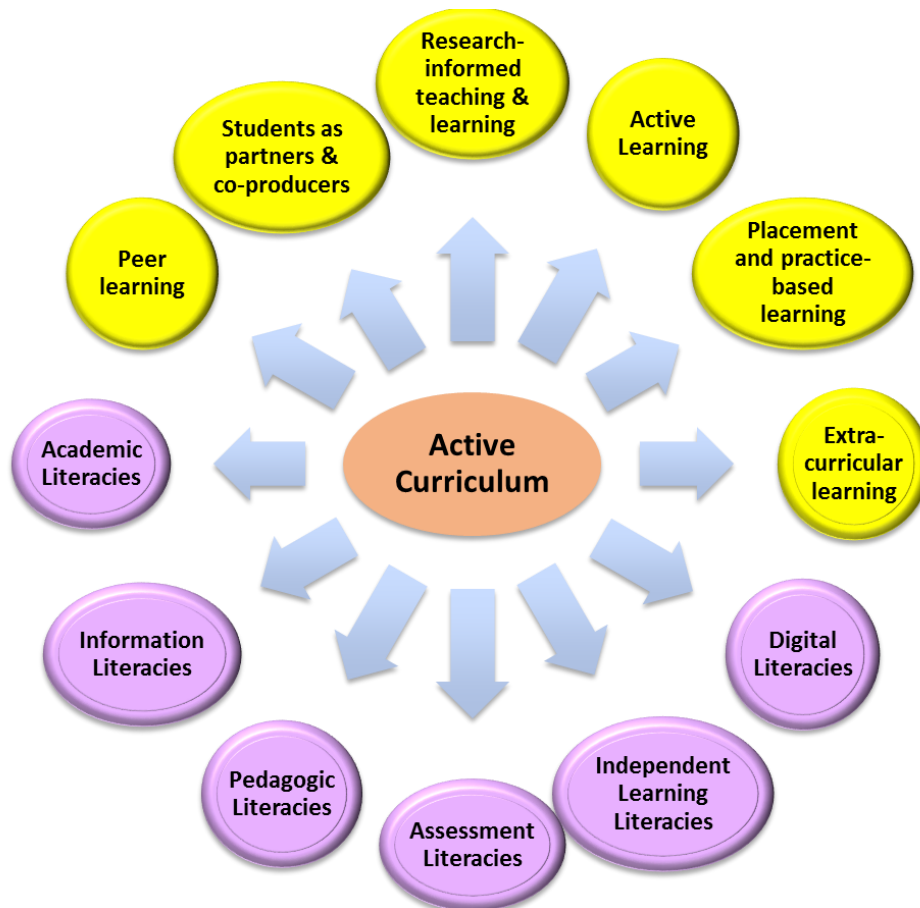 Research-
informed
teaching &
learning
Active
Learning
Students as
partners &
co-producers
Placement
and practice-
based
learning
Peer
learning
Active
Curriculum
Academic
Literacies
Extra-
curricular
learning
Information
Literacies
Digital
Literacies
Pedagogic
Literacies
Independent
Learning
Literacies
Assessment
Literacies